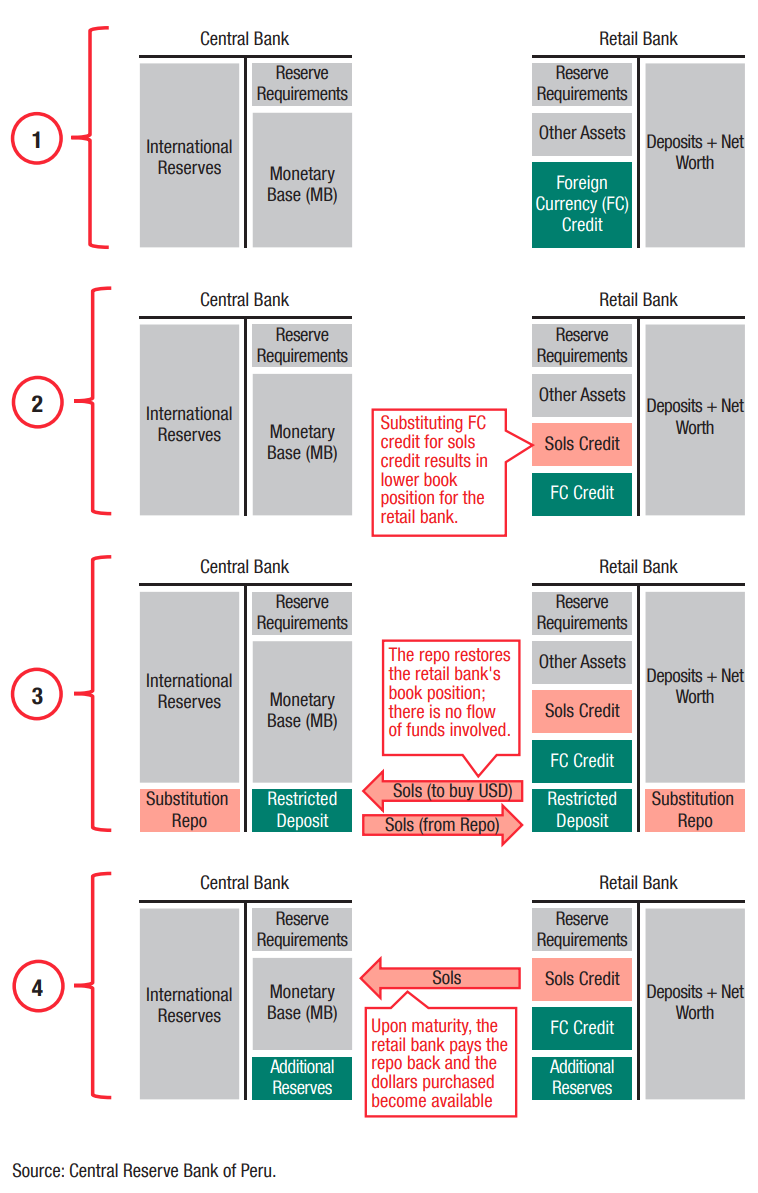 Central Bank
Retail Bank
1
International
Reserves
Reserve
Requirements
Monetary
Base (MB)
Reserve
Requirements
Other Assets
Foreign
Currency (FC)
Credit
Deposits + Net
Worth
Central Bank
Retail Bank
2
International
Reserves
Reserve
Requirements
Monetary
Base (MB)
Substituting FC
credit for sols
credit results in
lower book
position for the
retail bank.
Reserve
Requirements
Other Assets
Sols Credit
FC Credit
Deposits + Net
Worth
Central Bank
Retail Bank
3
International
Reserves
Substitution
Repo
Reserve
Requirements
Monetary
Base (MB)
Restricted
Deposit
The repo restores
the retail bank's
book position;
there is no flow
of funds involved.
Sols (to buy USD)
Sols (from Repo)
Reserve
Requirements
Other Assets
Sols Credit
FC Credit
Restricted
Deposit
Deposits + Net
Worth
Substitution
Repo
Central Bank
Retail Bank
4
International
Reserves
Reserve
Requirements
Monetary
Base (MB)
Additional
Reserves
Sols
Upon maturity, the
retail bank pays the
repo back and the
dollars purchased
become available
Reserve
Requirements
Sols Credit
FC Credit
Additional
Reserves
Deposits + Net
Worth
Source: Central Reserve Bank of Peru.